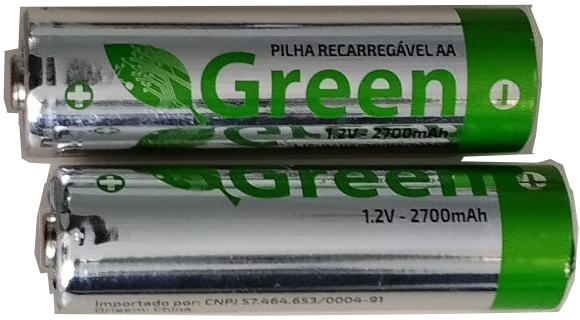 PILHA RECARREGÁVEL AA
Green
1.2V - 2700mAh
Green
1.2V - 2700mAh
Importado por: CNPJ 57.464.653/0004-91
Origem: China